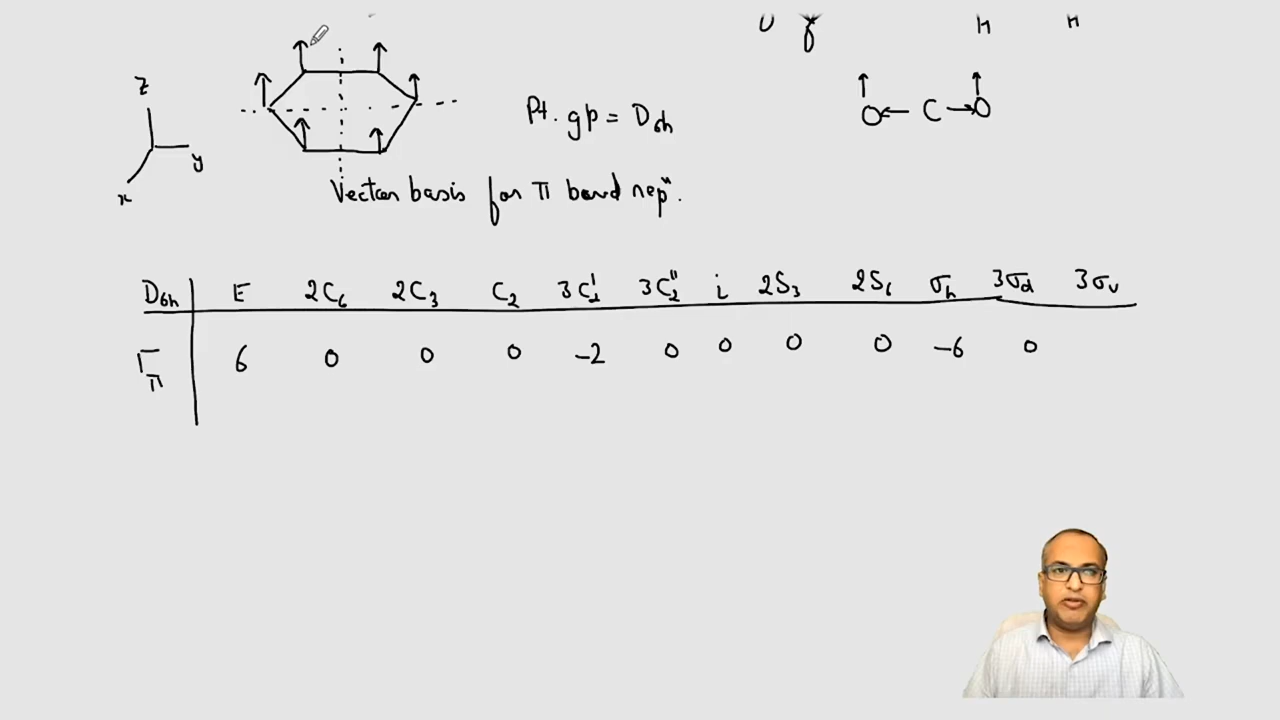 H H
O ← C → O
z
y
x
Pt. gp = D6h
Vector basis for π bond repn.
D6h E 2C6 2C3 C2 3C2' 3C2'' i 2S3 2S6 σh 3σd 3σv
Γπ 6 0 0 0 -2 0 0 0 0 -6 0